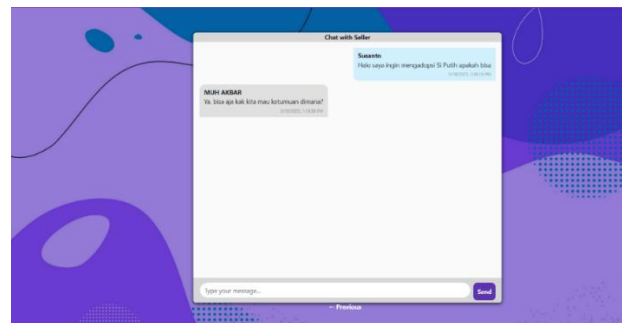 Chat with Seller
Susanto
Halo saya ingin mengadopsi Si Putih apakah bisa
MUH AKBAR
Ya, bisa aja kak kita mau ketumuan dimana?
Type your message...
Send
← Previous